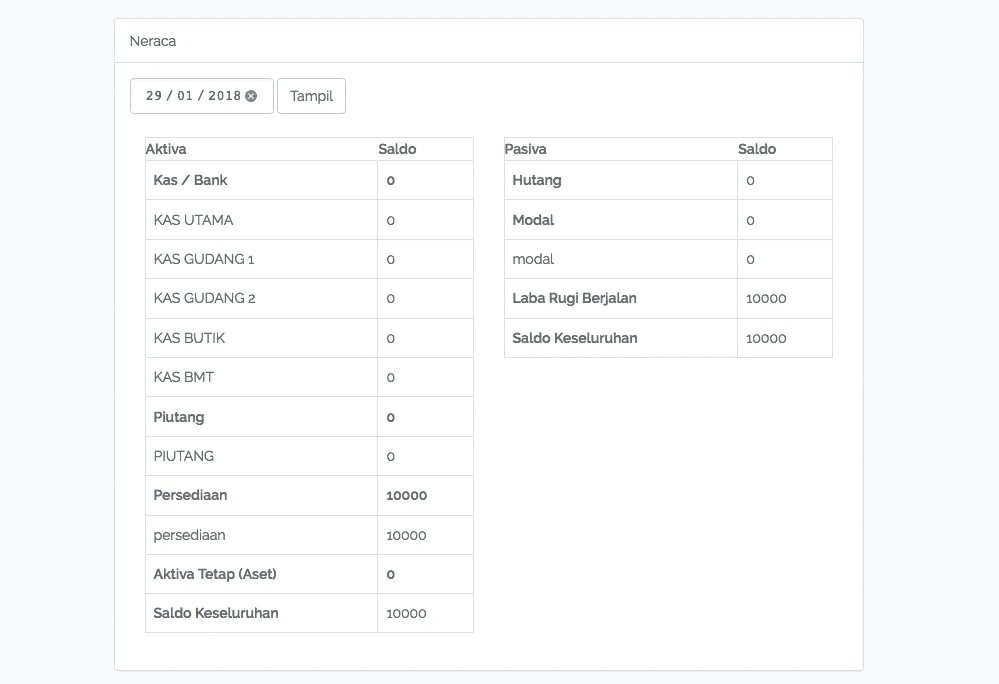 Neraca
29 / 01 / 2018 Tampil
Aktiva Saldo
Kas / Bank 0
KAS UTAMA 0
KAS GUDANG 1 0
KAS GUDANG 2 0
KAS BUTIK 0
KAS BMT 0
Piutang 0
PIUTANG 0
Persediaan 10000
persediaan 10000
Aktiva Tetap (Aset) 0
Saldo Keseluruhan 10000
Pasiva Saldo
Hutang 0
Modal 0
modal 0
Laba Rugi Berjalan 10000
Saldo Keseluruhan 10000